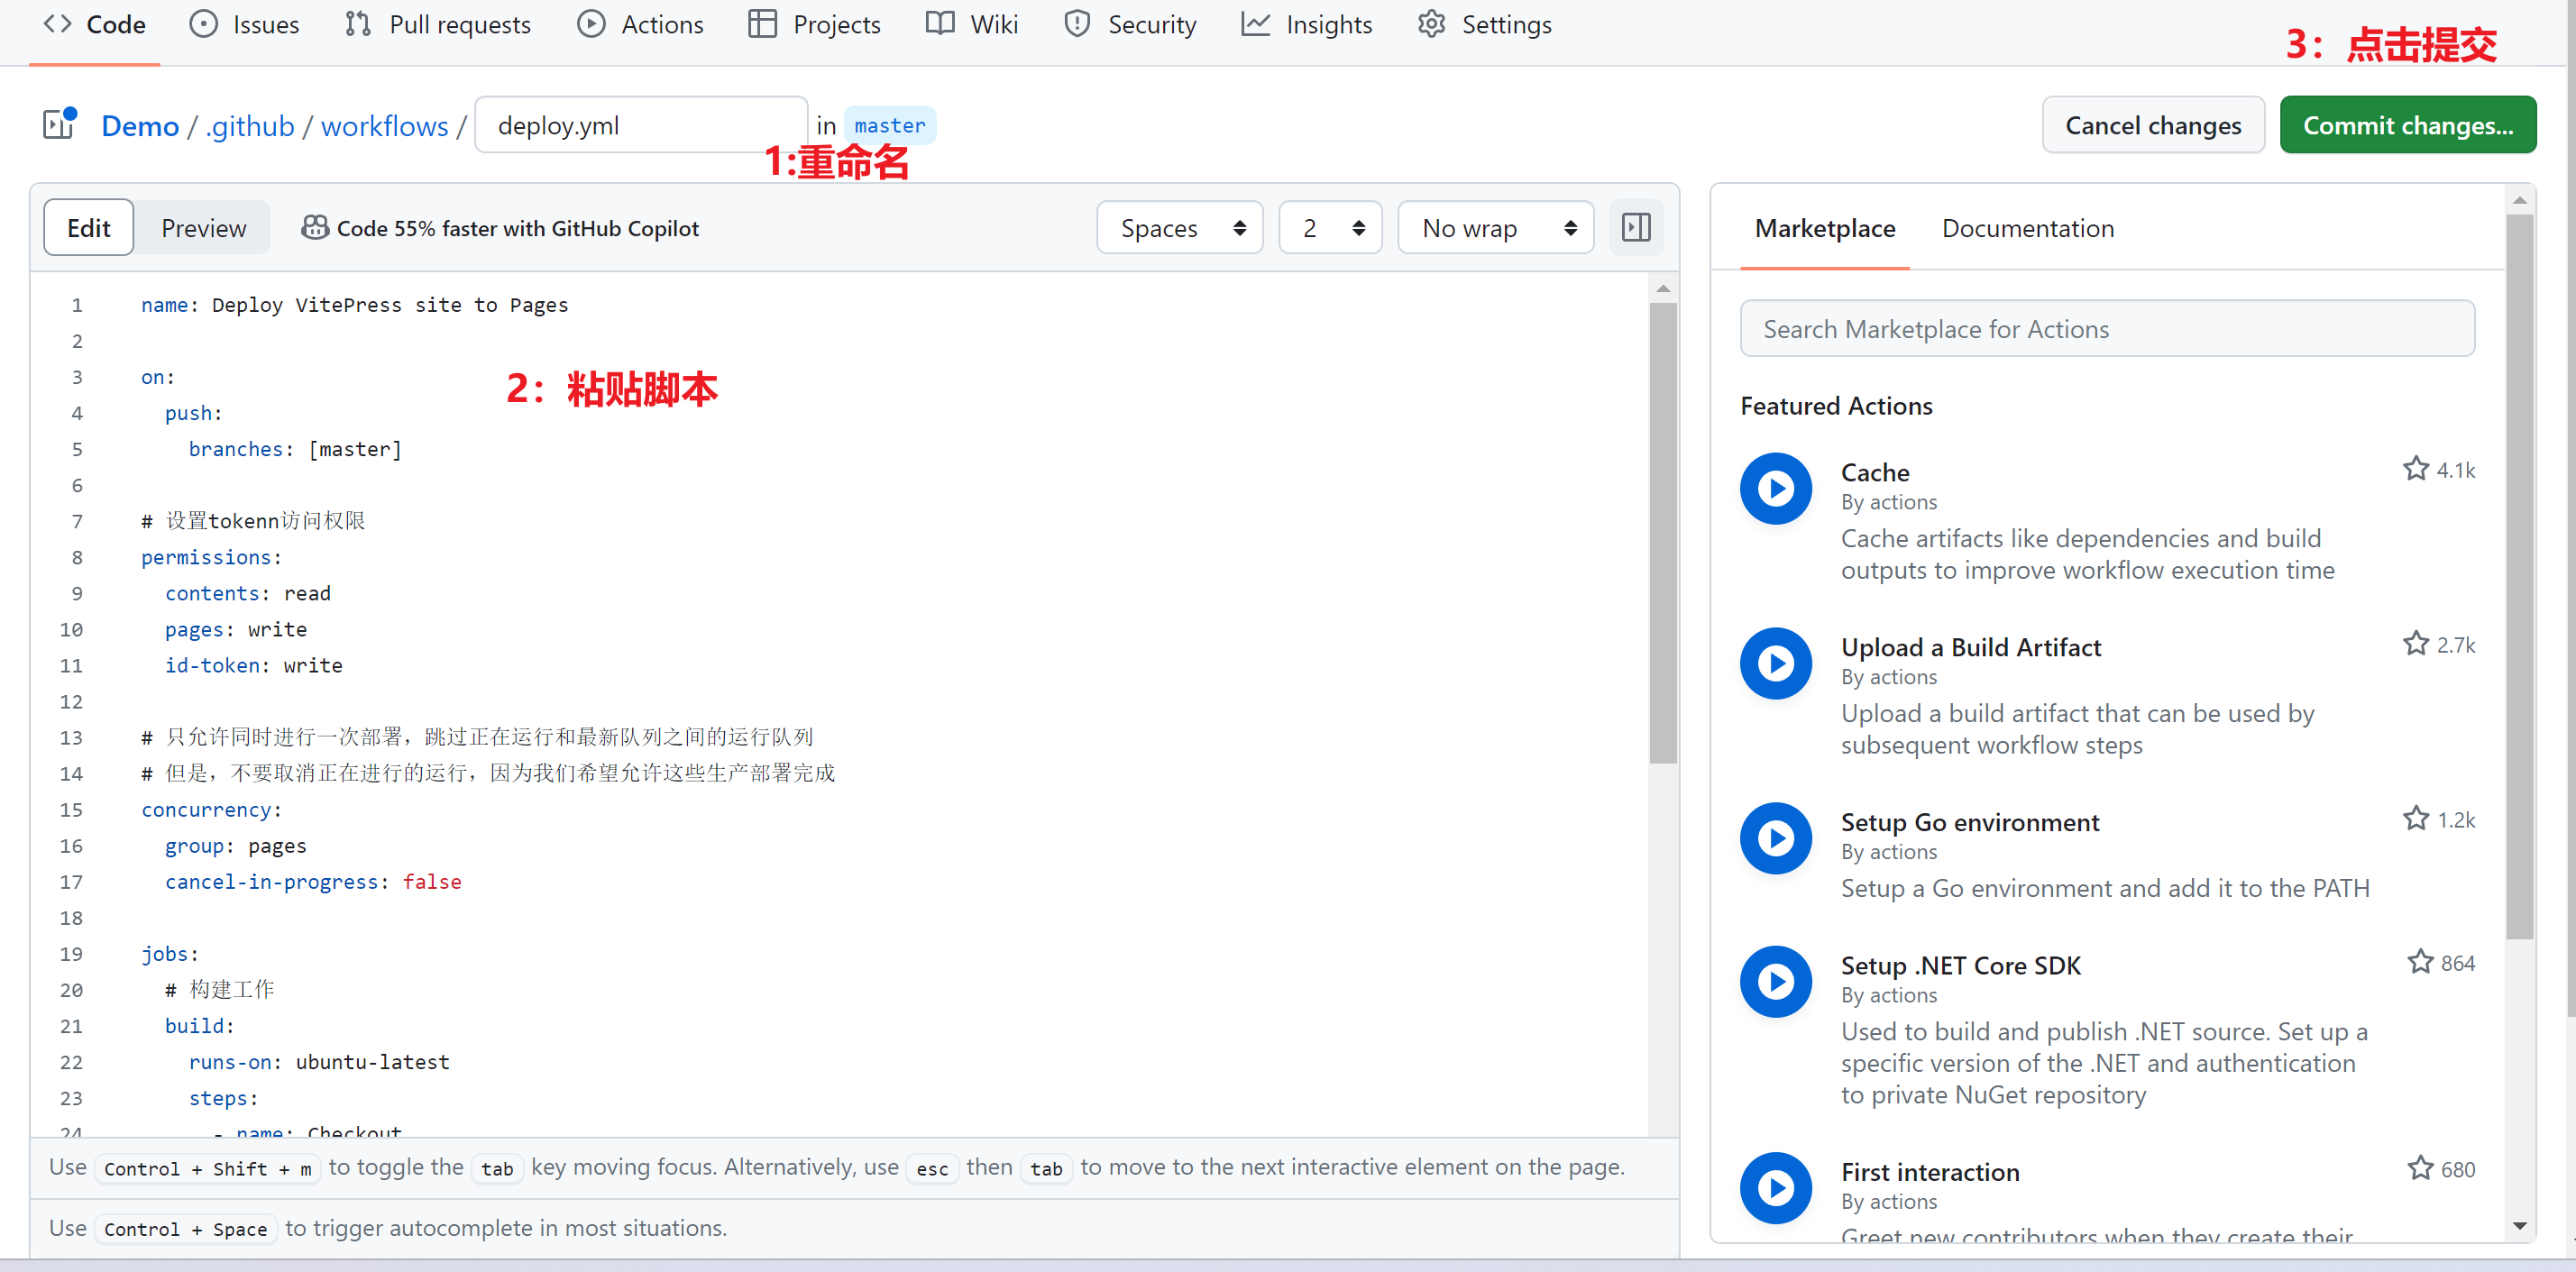 Code Issues Pull requests Actions Projects Wiki Security Insights Settings
3：点击提交
Demo / .github / workflows / deploy.yml in master
Cancel changes Commit changes...
1:重命名
Edit Preview Code 55% faster with GitHub Copilot Spaces 2 No wrap
1 name: Deploy VitePress site to Pages
2
3 on:
2：粘贴脚本
4 push:
5 branches: [master]
6
7 # 设置tokenn访问权限
8 permissions:
9 contents: read
10 pages: write
11 id-token: write
12
13 # 只允许同时进行一次部署，跳过正在运行和最新队列之间的运行队列
14 # 但是，不要取消正在进行的运行，因为我们希望允许这些生产部署完成
15 concurrency:
16 group: pages
17 cancel-in-progress: false
18
19 jobs:
20 # 构建工作
21 build:
22 runs-on: ubuntu-latest
23 steps:
24 - name: Checkout
Use Control + Shift + m to toggle the tab key moving focus. Alternatively, use esc then tab to move to the next interactive element on the page.
Use Control + Space to trigger autocomplete in most situations.
Marketplace Documentation
Search Marketplace for Actions
Featured Actions
Cache 4.1k
By actions
Cache artifacts like dependencies and build
outputs to improve workflow execution time
Upload a Build Artifact 2.7k
By actions
Upload a build artifact that can be used by
subsequent workflow steps
Setup Go environment 1.2k
By actions
Setup a Go environment and add it to the PATH
Setup .NET Core SDK 864
By actions
Used to build and publish .NET source. Set up a
specific version of the .NET and authentication
to private NuGet repository
First interaction 680
By actions
Greet new contributors when they create their